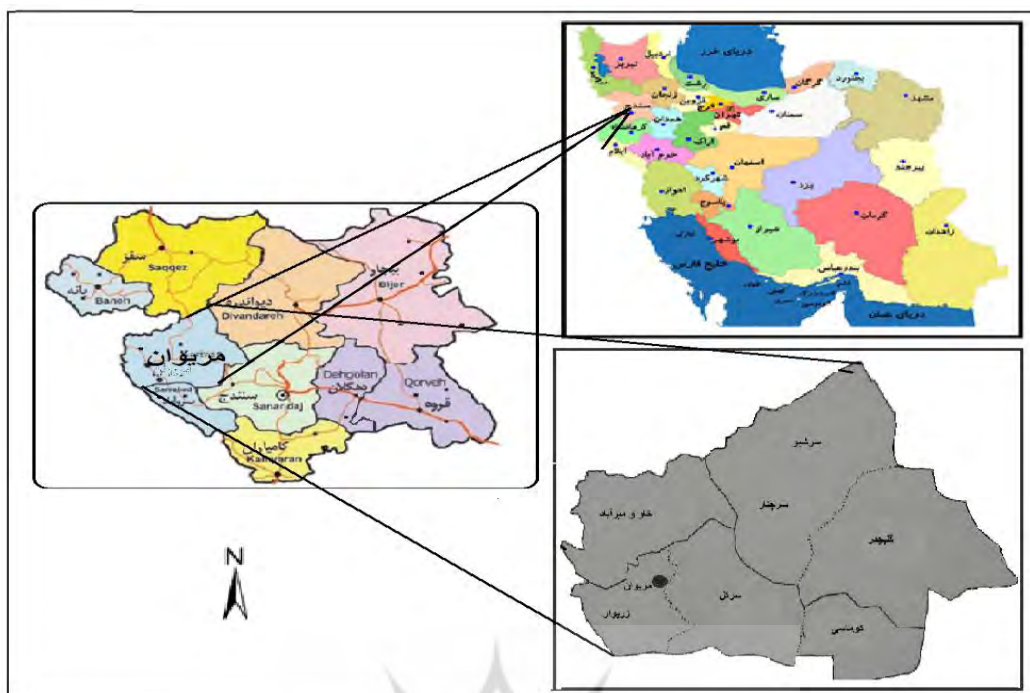 دریای خزر
اردبیل
تبریز
رشت
گرگان
بجنورد
مشهد
زنجان
قزوین
ساری
سنندج
کرج
تهران
سمنان
همدان
قم
کرمانشاه
اراک
ایلام
خرم آباد
اصفهان
بیرجند
شهرکرد
یزد
اهواز
یاسوج
کرمان
زاهدان
شیراز
بوشهر
خلیج فارس
بندرعباس
دریای عمان
سقز
Saqqez
بانه
Baneh
بیجار
Bijar
دیواندره
Divandareh
مریوان
سنندج
Sanandaj
Dehgolan
دهگلان
Qorveh
قروه
کامیاران
Kamyaran
N
سرشیو
سرچنار
خاو و میرآباد
گلچیدر
مریوان
سرکل
زریوار
کوماسی